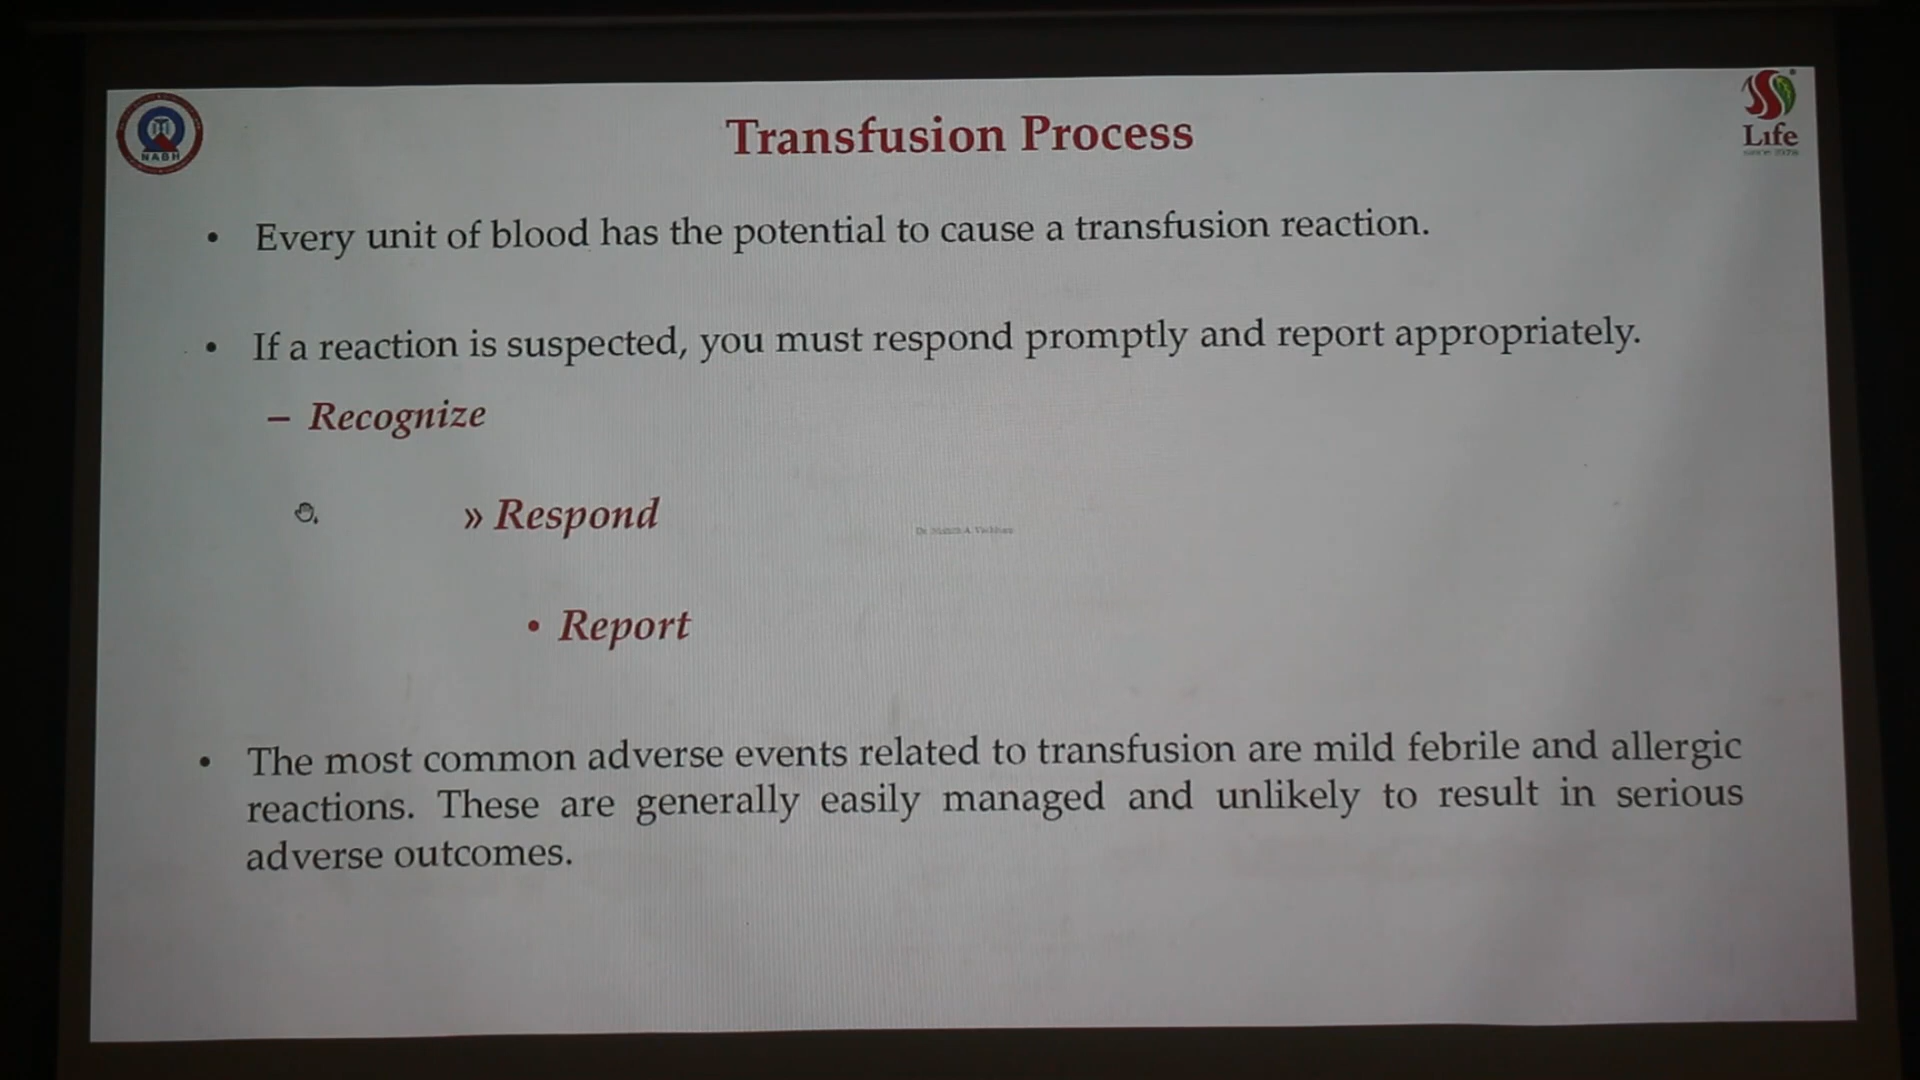 NABH
Life
Transfusion Process
• Every unit of blood has the potential to cause a transfusion reaction.
• If a reaction is suspected, you must respond promptly and report appropriately.
– Recognize
» Respond
• Report
• The most common adverse events related to transfusion are mild febrile and allergic
reactions. These are generally easily managed and unlikely to result in serious
adverse outcomes.